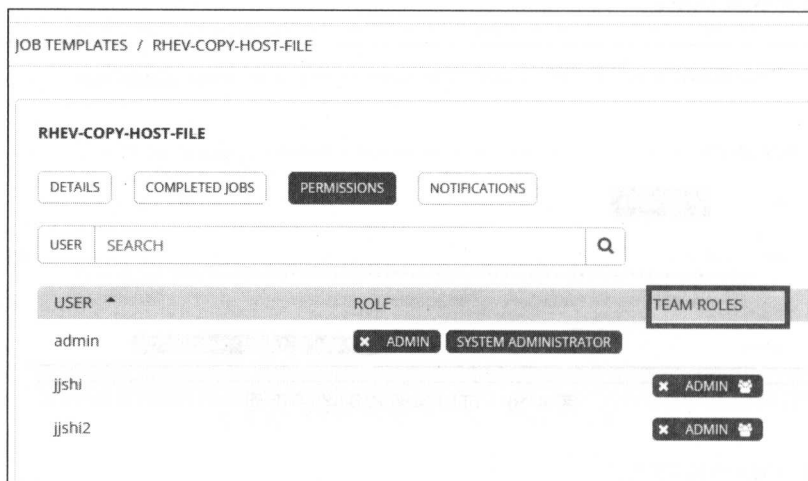 JOB TEMPLATES / RHEV-COPY-HOST-FILE
RHEV-COPY-HOST-FILE
DETAILS COMPLETED JOBS PERMISSIONS NOTIFICATIONS
USER SEARCH
USER ROLE TEAM ROLES
admin × ADMIN SYSTEM ADMINISTRATOR
jjshi × ADMIN
jjshi2 × ADMIN